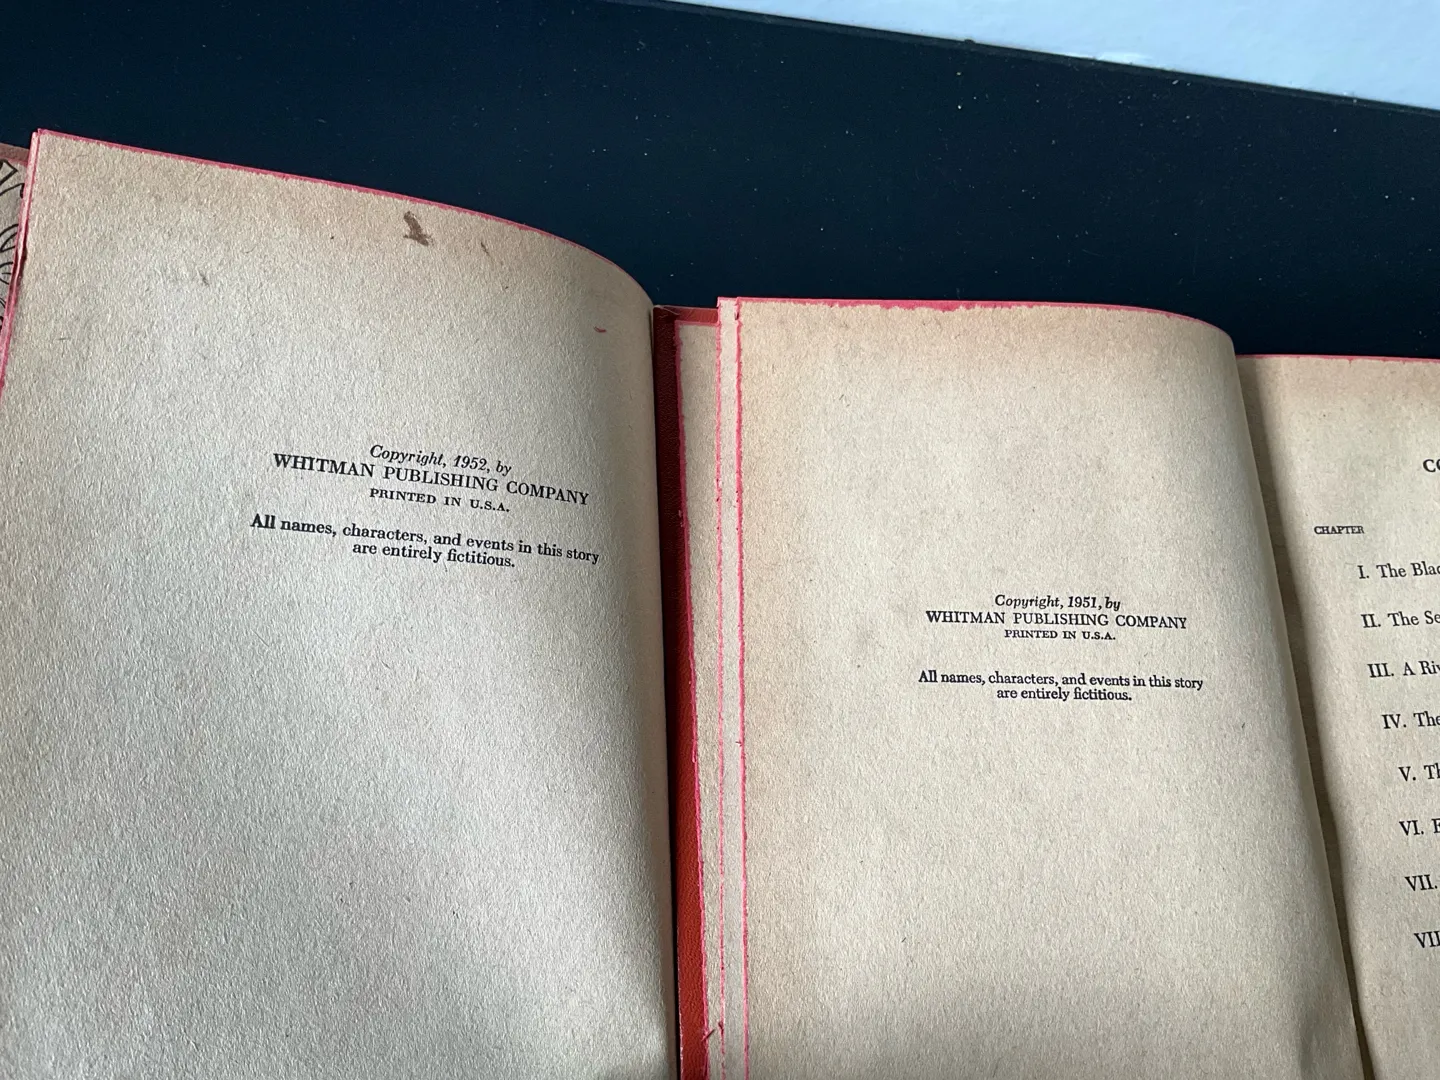 Copyright, 1952, by
WHITMAN PUBLISHING COMPANY
PRINTED IN U.S.A.
All names, characters, and events in this story
are entirely fictitious.
Copyright, 1951, by
WHITMAN PUBLISHING COMPANY
PRINTED IN U.S.A.
All names, characters, and events in this story
are entirely fictitious.
CHAPTER
I. The
II. The
III. A
IV.
V.
VI.
VII.